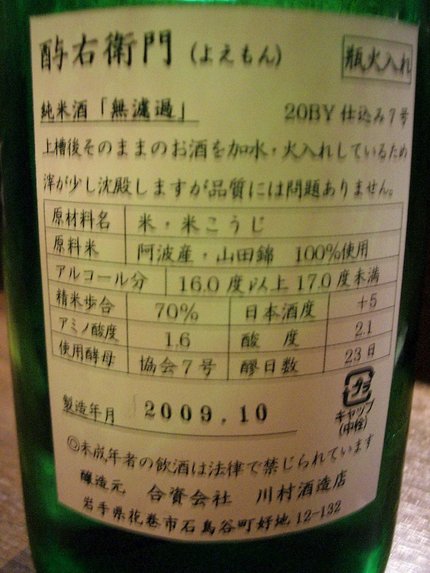 酉与右衛門（よえもん） 瓶火入れ
純米酒「無濾過」 20BY 仕込み7号
上槽後そのままのお酒を加水・火入れしているため
滓が少し沈殿しますが品質には問題ありません。
原材料名 米・米こうじ
原料米 阿波産・山田錦 100%使用
アルコール分 16.0度以上17.0度未満
精米歩合 70% 日本酒度 +5
アミノ酸度 1.6 酸度 2.1
使用酵母 協会7号 醪日数 23日
製造年月 2009.10
キャップ
(中栓)
◎未成年者の飲酒は法律で禁じられています
醸造元 合資会社 川村酒造店
岩手県花巻市石鳥谷町好地12-132